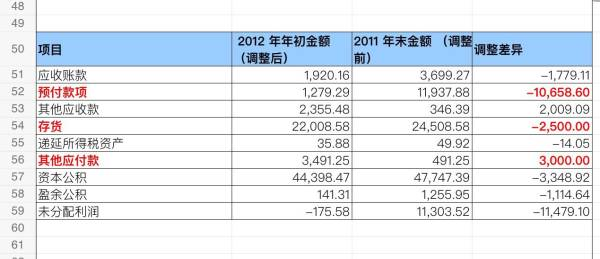 48
49
50 项目 2012 年年初金额（调整后） 2011 年末金额 （调整前） 调整差异
51 应收账款 1,920.16 3,699.27 -1,779.11
52 预付款项 1,279.29 11,937.88 -10,658.60
53 其他应收款 2,355.48 346.39 2,009.09
54 存货 22,008.58 24,508.58 -2,500.00
55 递延所得税资产 35.88 49.92 -14.05
56 其他应付款 3,491.25 491.25 3,000.00
57 资本公积 44,398.47 47,747.39 -3,348.92
58 盈余公积 141.31 1,255.95 -1,114.64
59 未分配利润 -175.58 11,303.52 -11,479.10
60
61